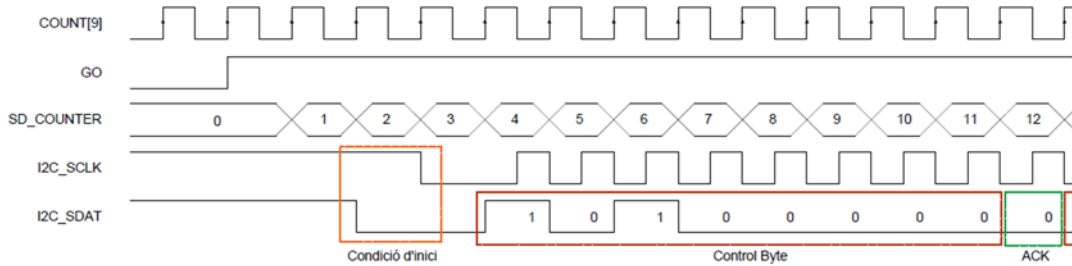 COUNT[9]
GO
SD_COUNTER 0 1 2 3 4 5 6 7 8 9 10 11 12
I2C_SCLK
I2C_SDAT 1 0 1 0 0 0 0 0 0
Condició d'inici Control Byte ACK